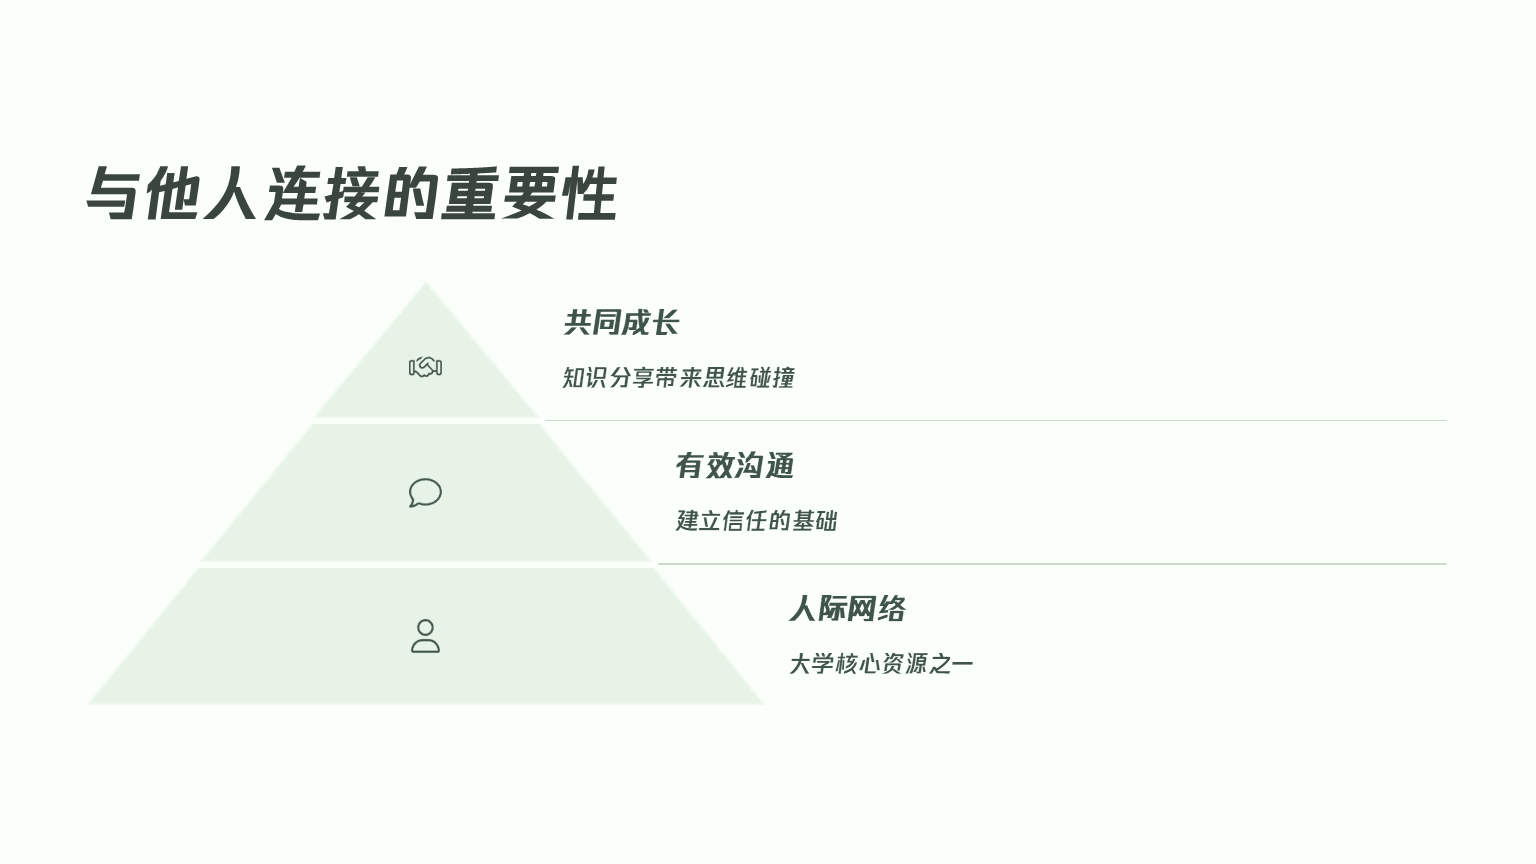 与他人连接的重要性
共同成长
知识分享带来思维碰撞
有效沟通
建立信任的基础
人际网络
大学核心资源之一